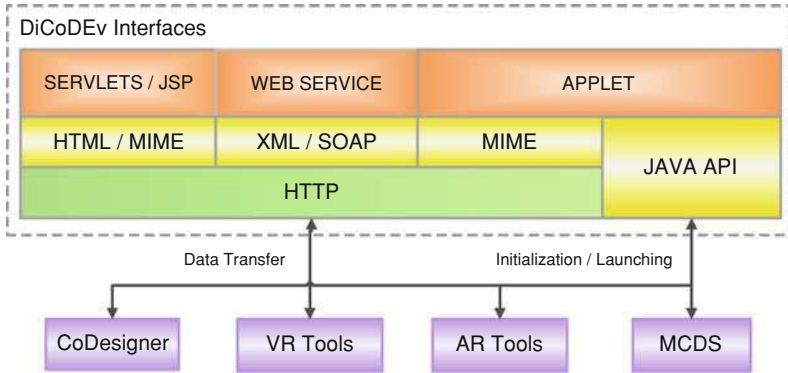 DiCoDEv Interfaces
SERVLETS / JSP
WEB SERVICE
APPLET
HTML / MIME
XML / SOAP
MIME
JAVA API
HTTP
Data Transfer
Initialization / Launching
CoDesigner
VR Tools
AR Tools
MCDS